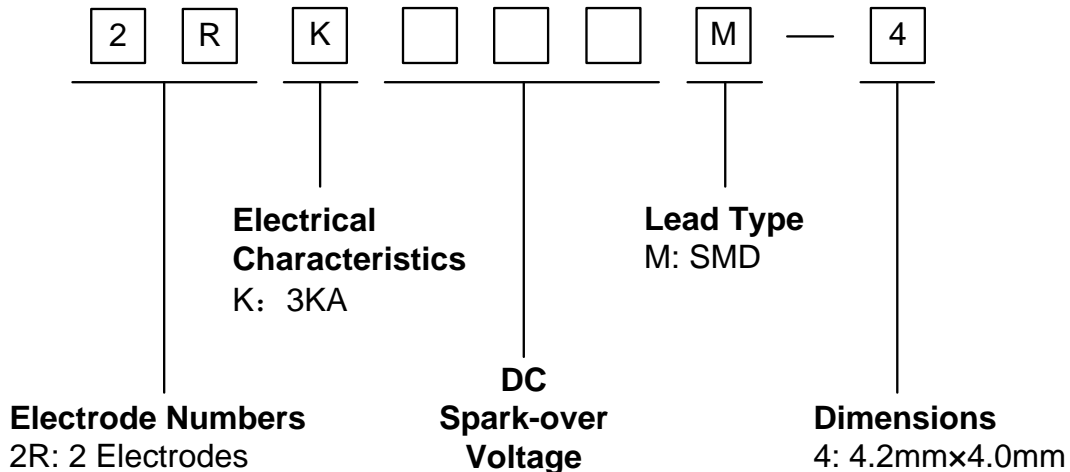 2 R K M — 4
Electrical
Characteristics
K：3KA
Lead Type
M: SMD
DC
Spark-over
Voltage
Electrode Numbers
2R: 2 Electrodes
Dimensions
4: 4.2mm×4.0mm